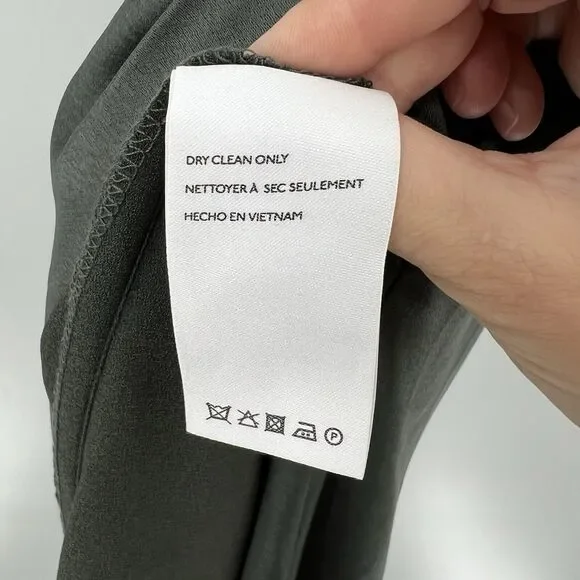 DRY CLEAN ONLY
NETTOYER À SEC SEULEMENT
HECHO EN VIETNAM
P